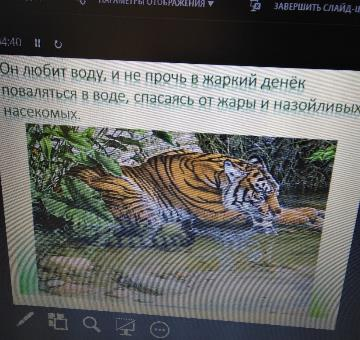 ПАРАМЕТРЫ ОТОБРАЖЕНИЯ ▼
ЗАВЕРШИТЬ СЛАЙД-Ш
4:40
Он любит воду, и не прочь в жаркий денёк
поваляться в воде, спасаясь от жары и назойливых
насекомых.